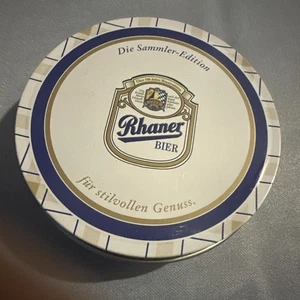 Die Sammler-Edition
Rhaner
BIER
für stilvollen Genuss.